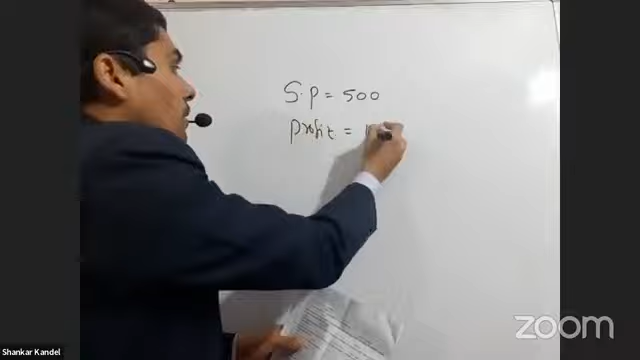 S.P = 500
Profit =
zoom
Shankar Kandel